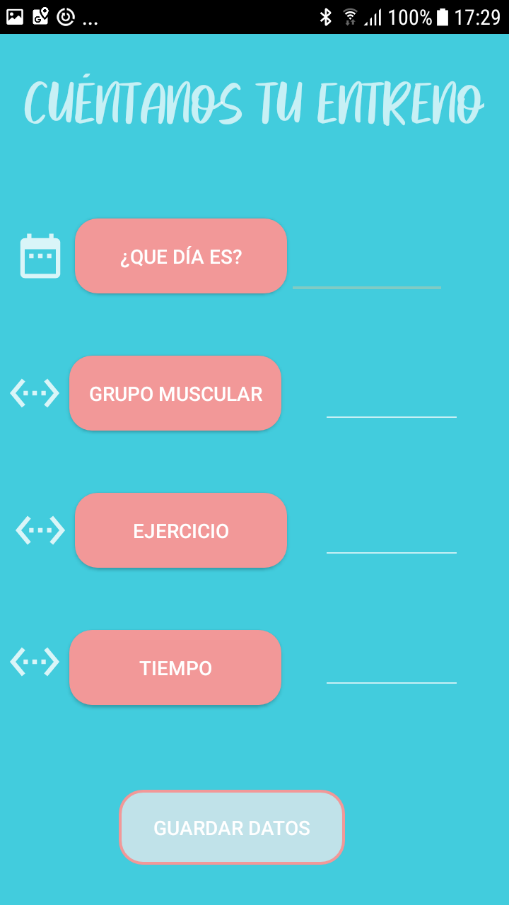 ... 100% 17:29
CUÉNTANOS TU ENTRENO
¿QUE DÍA ES?
GRUPO MUSCULAR
EJERCICIO
TIEMPO
GUARDAR DATOS